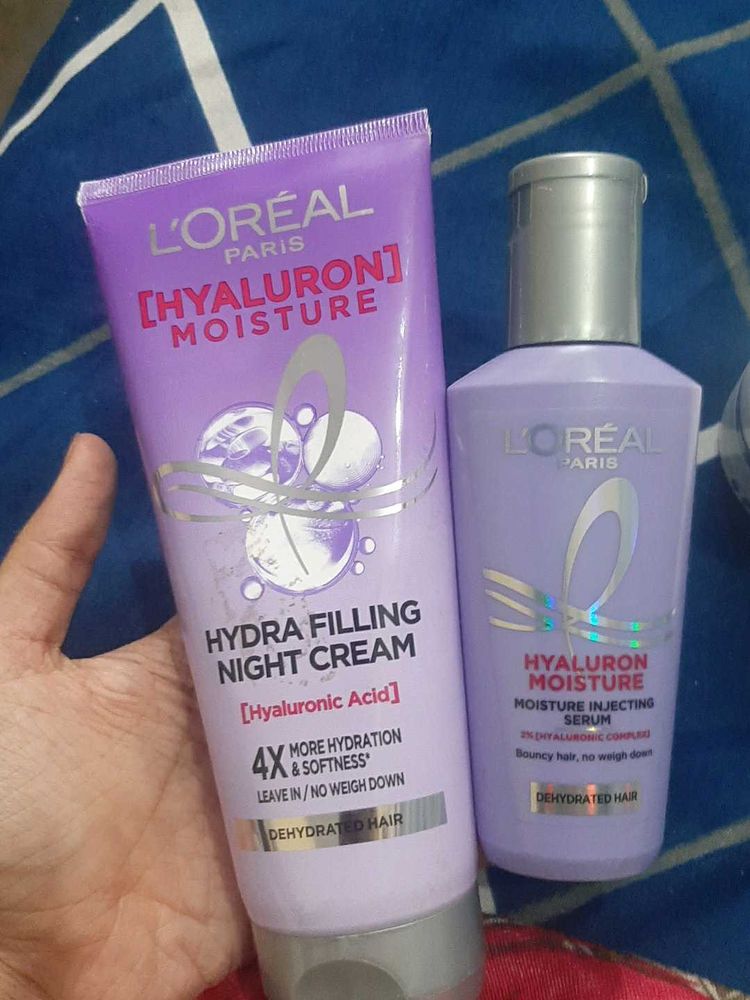 L'ORÉAL
PARIS
[HYALURON]
MOISTURE
HYDRA FILLING
NIGHT CREAM
[Hyaluronic Acid]
4X MORE HYDRATION
& SOFTNESS*
LEAVE IN / NO WEIGH DOWN
DEHYDRATED HAIR
L'ORÉAL
PARIS
HYALURON
MOISTURE
MOISTURE INJECTING
SERUM
2% [HYALURONIC COMPLEX]
Bouncy hair, no weigh down
DEHYDRATED HAIR